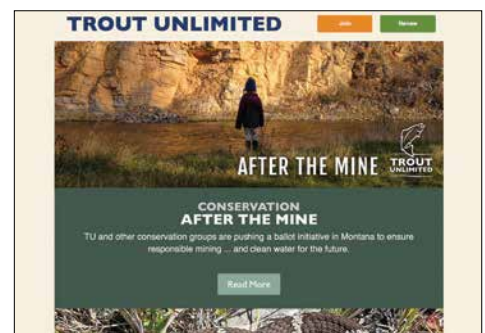 TROUT UNLIMITED
Join
Renew
AFTER THE MINE
TROUT
UNLIMITED
CONSERVATION
AFTER THE MINE
TU and other conservation groups are pushing a ballot initiative in Montana to ensure
responsible mining ... and clean water for the future.
Read More